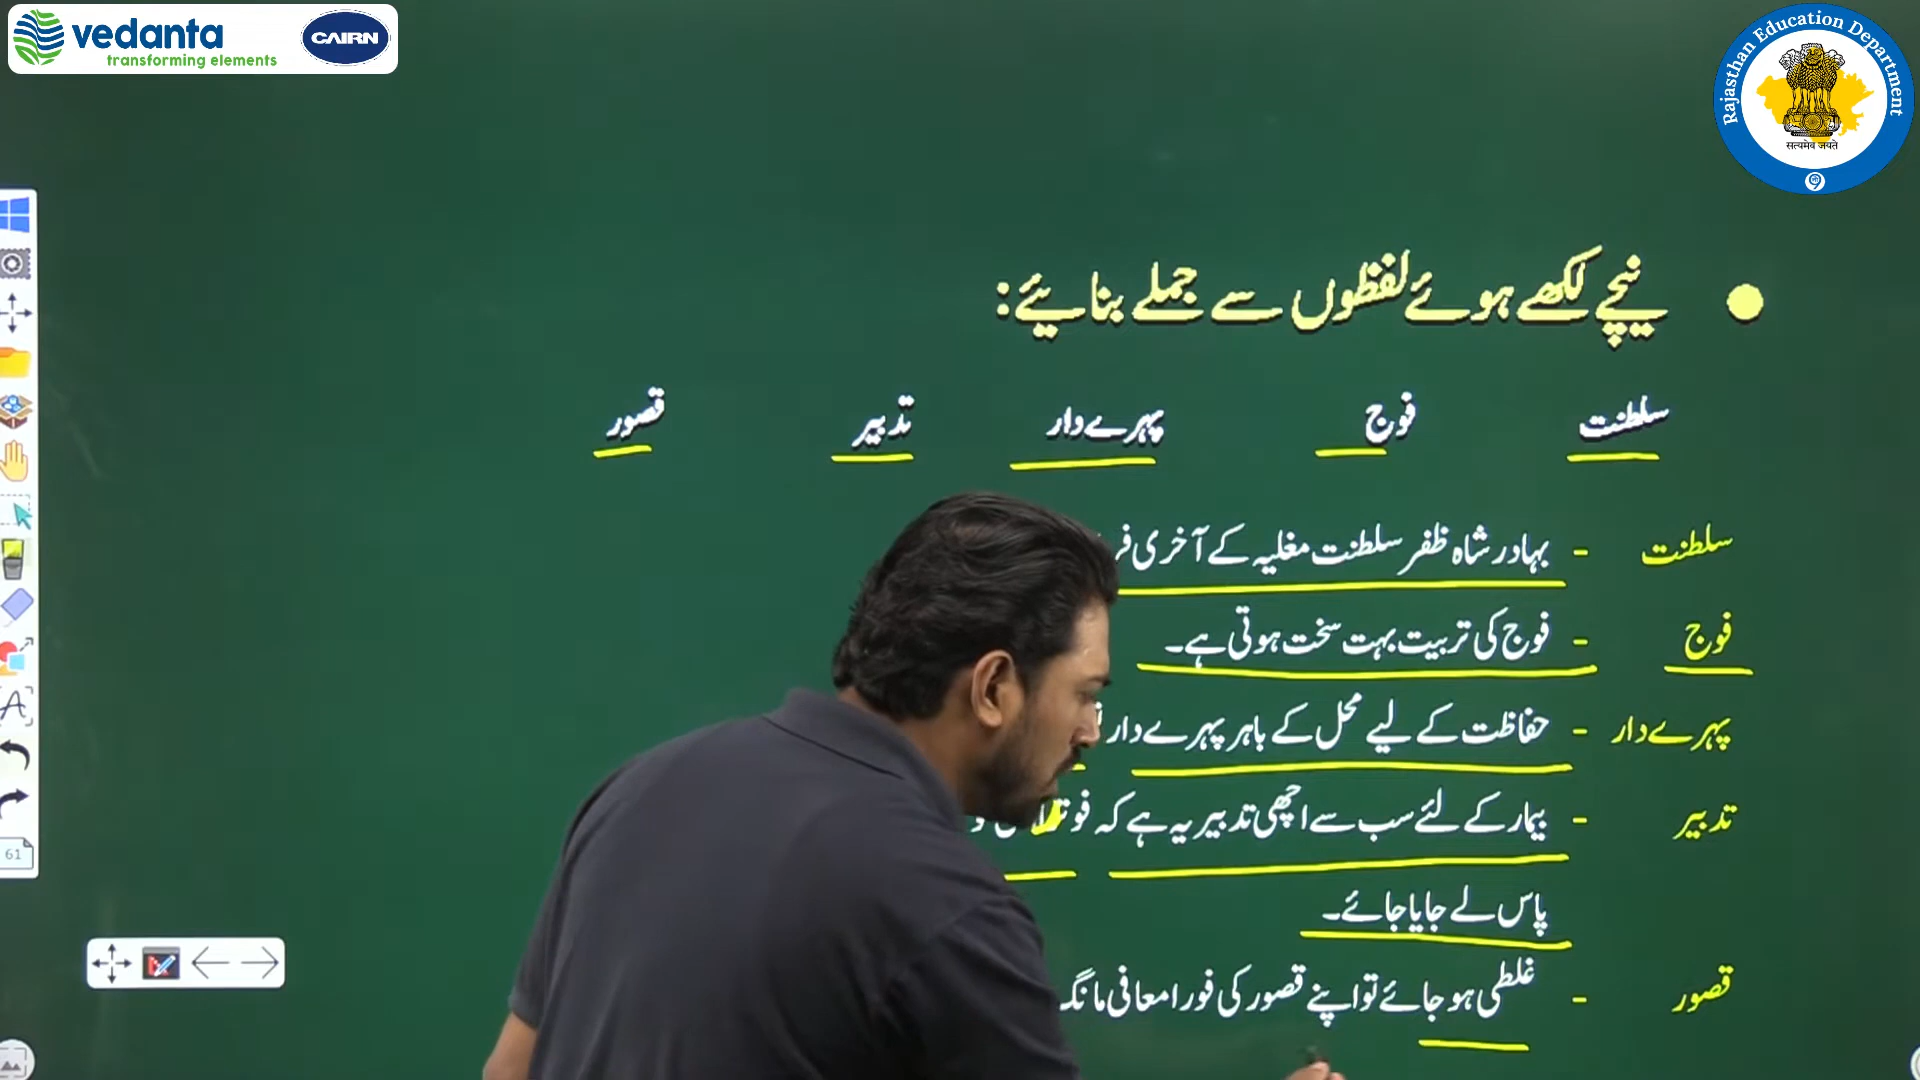 vedanta
transforming elements
CAIRN
Rajasthan Education Department
सत्यमेव जयते
نیچے لکھے ہوئے لفظوں سے جملے بنائیے:
سلطنت فوج پہرے دار تدبیر قصور
سلطنت - بہادر شاہ ظفر سلطنت مغلیہ کے آخری
فوج - فوج کی تربیت بہت سخت ہوتی ہے۔
پہرے دار - حفاظت کے لیے محل کے باہر پہرے دار
تدبیر - بیمار کے لئے سب سے اچھی تدبیر یہ ہے کہ
پاس لے جایا جائے۔
قصور - غلطی ہو جائے تو اپنے قصور کی فورا معافی
61